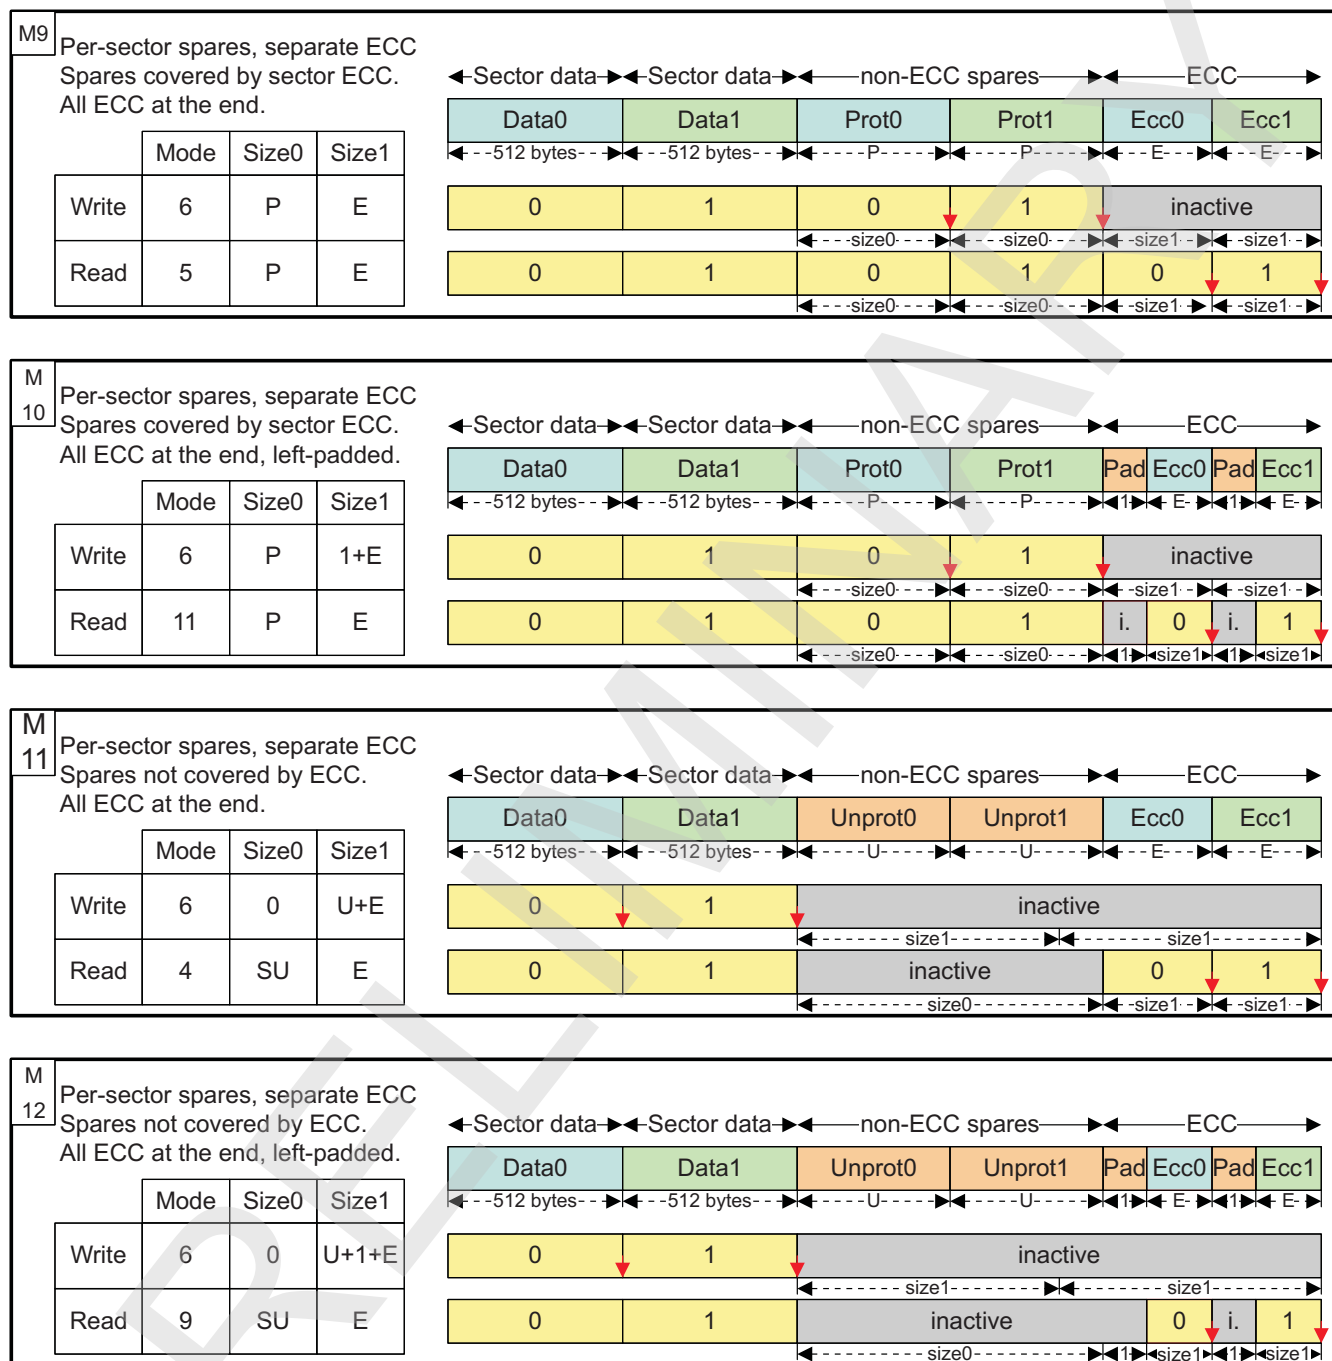 M9
Per-sector spares, separate ECC
Spares covered by sector ECC.
All ECC at the end.
Sector data Sector data non-ECC spares ECC
Data0 Data1 Prot0 Prot1 Ecc0 Ecc1
512 bytes 512 bytes P P E E
Mode Size0 Size1
Write 6 P E
0 1 0 1 inactive
size0 size0 size1 size1
Read 5 P E
0 1 0 1 0 1
size0 size0 size1 size1
M
10
Per-sector spares, separate ECC
Spares covered by sector ECC.
All ECC at the end, left-padded.
Sector data Sector data non-ECC spares ECC
Data0 Data1 Prot0 Prot1 Pad Ecc0 Pad Ecc1
512 bytes 512 bytes P P 1 E 1 E
Mode Size0 Size1
Write 6 P 1+E
0 1 0 1 inactive
size0 size0 size1 size1
Read 11 P E
0 1 0 1 i. 0 i. 1
size0 size0 1 size1 1 size1
M
11
Per-sector spares, separate ECC
Spares not covered by ECC.
All ECC at the end.
Sector data Sector data non-ECC spares ECC
Data0 Data1 Unprot0 Unprot1 Ecc0 Ecc1
512 bytes 512 bytes U U E E
Mode Size0 Size1
Write 6 0 U+E
0 1 inactive
size1 size1
Read 4 SU E
0 1 inactive 0 1
size0 size1 size1
M
12
Per-sector spares, separate ECC
Spares not covered by ECC.
All ECC at the end, left-padded.
Sector data Sector data non-ECC spares ECC
Data0 Data1 Unprot0 Unprot1 Pad Ecc0 Pad Ecc1
512 bytes 512 bytes U U 1 E 1 E
Mode Size0 Size1
Write 6 0 U+1+E
0 1 inactive
size1 size1
Read 9 SU E
0 1 inactive 0 i. 1
size0 1 size1 1 size1
RELIMINARY